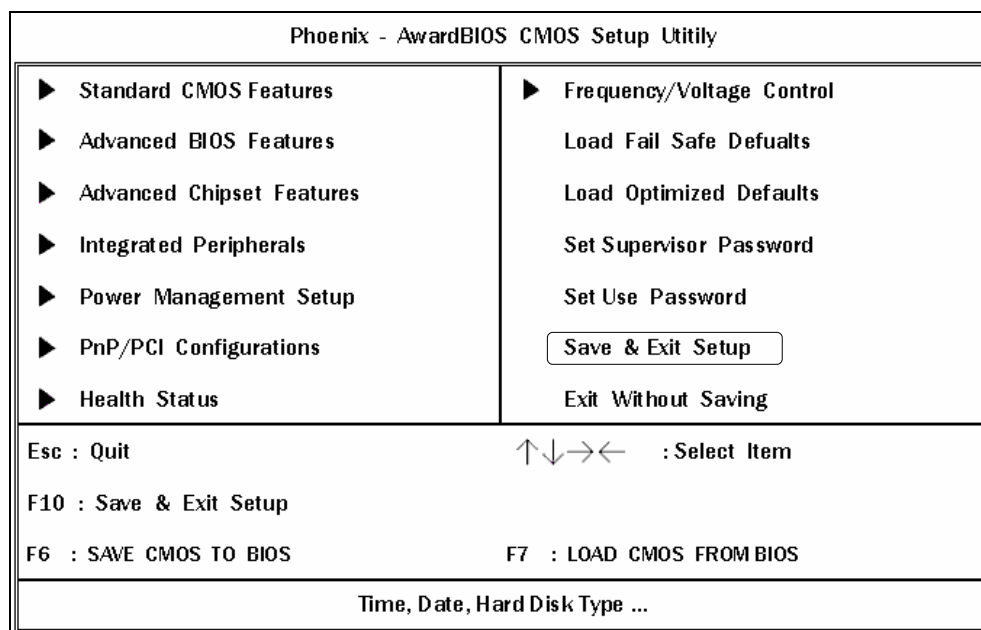 Phoenix - AwardBIOS CMOS Setup Utitily
▶ Standard CMOS Features
▶ Advanced BIOS Features
▶ Advanced Chipset Features
▶ Integrated Peripherals
▶ Power Management Setup
▶ PnP/PCI Configurations
▶ Health Status
▶ Frequency/Voltage Control
Load Fail Safe Defualts
Load Optimized Defaults
Set Supervisor Password
Set Use Password
Save & Exit Setup
Exit Without Saving
Esc : Quit
↑↓→← : Select Item
F10 : Save & Exit Setup
F6 : SAVE CMOS TO BIOS
F7 : LOAD CMOS FROM BIOS
Time, Date, Hard Disk Type ...